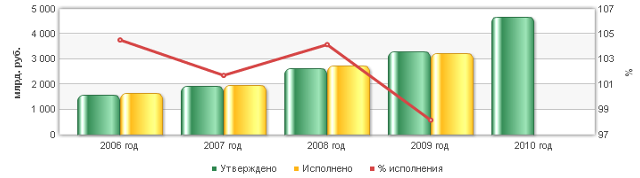 5 000
4 000
3 000
2 000
1 000
0
млрд. руб.
107
105
103
101
99
97
%
2006 год
2007 год
2008 год
2009 год
2010 год
Утверждено
Исполнено
% исполнения